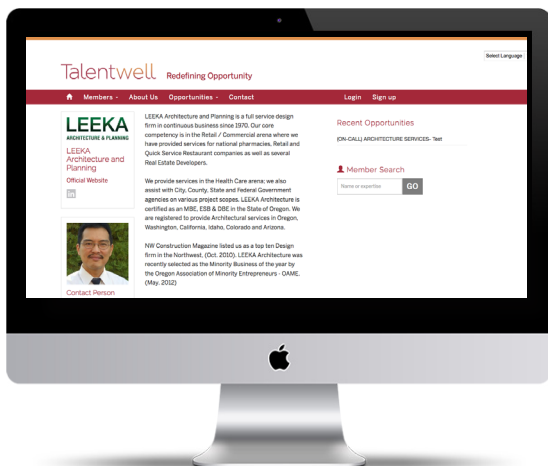 Select Language
Talentwell Redefining Opportunity
Members
About Us
Opportunities
Contact
Login
Sign up
LEEKA
ARCHITECTURE & PLANNING
LEEKA
Architecture and
Planning
Official Website
in
Contact Person
LEEKA Architecture and Planning is a full service design
firm in continuous business since 1970. Our core
competency is in the Retail / Commercial arena where we
have provided services for national pharmacies, Retail and
Quick Service Restaurant companies as well as several
Real Estate Developers.
We provide services in the Health Care arena; we also
assist with City, County, State and Federal Government
agencies on various project scopes. LEEKA Architecture is
certified as an MBE, ESB & DBE in the State of Oregon. We
are registered to provide Architectural services in Oregon,
Washington, California, Idaho, Colorado and Arizona.
NW Construction Magazine listed us as a top ten Design
firm in the Northwest, (Oct. 2010). LEEKA Architecture was
recently selected as the Minority Business of the year by
the Oregon Association of Minority Entrepreneurs - OAME.
(May. 2012)
Recent Opportunities
(ON-CALL) ARCHITECTURE SERVICES- Test
Member Search
Name or expertise
GO